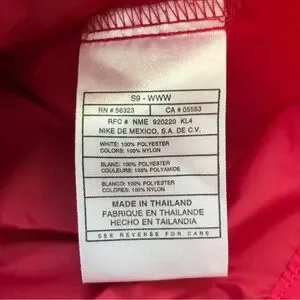 S9 - WWW
RN # 56323 CA # 05553
RFC # NME 920220 KL4
NIKE DE MEXICO, S.A. DE C.V.
WHITE: 100% POLYESTER
COLORS: 100% NYLON
BLANC: 100% POLYESTER
COULEURS: 100% POLYAMIDE
BLANCO: 100% POLYESTER
COLORES: 100% NYLON
MADE IN THAILAND
FABRIQUE EN THAILANDE
HECHO EN TAILANDIA
SEE REVERSE FOR CARE